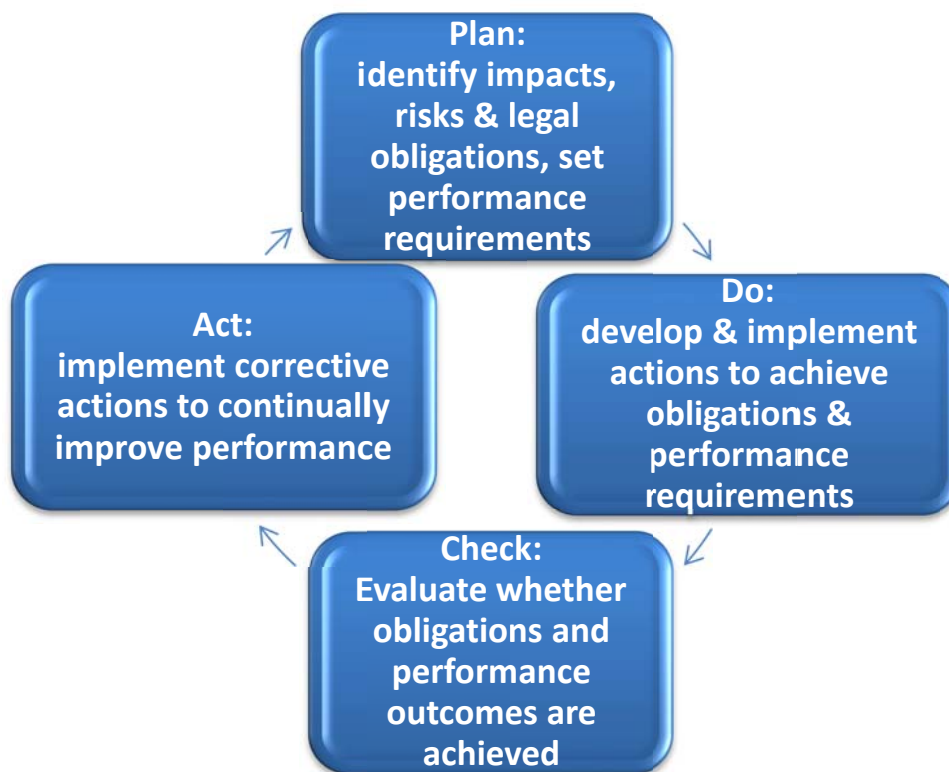 Plan:
identify impacts,
risks & legal
obligations, set
performance
requirements
Do:
develop & implement
actions to achieve
obligations &
performance
requirements
Check:
Evaluate whether
obligations and
performance
outcomes are
achieved
Act:
implement corrective
actions to continually
improve performance